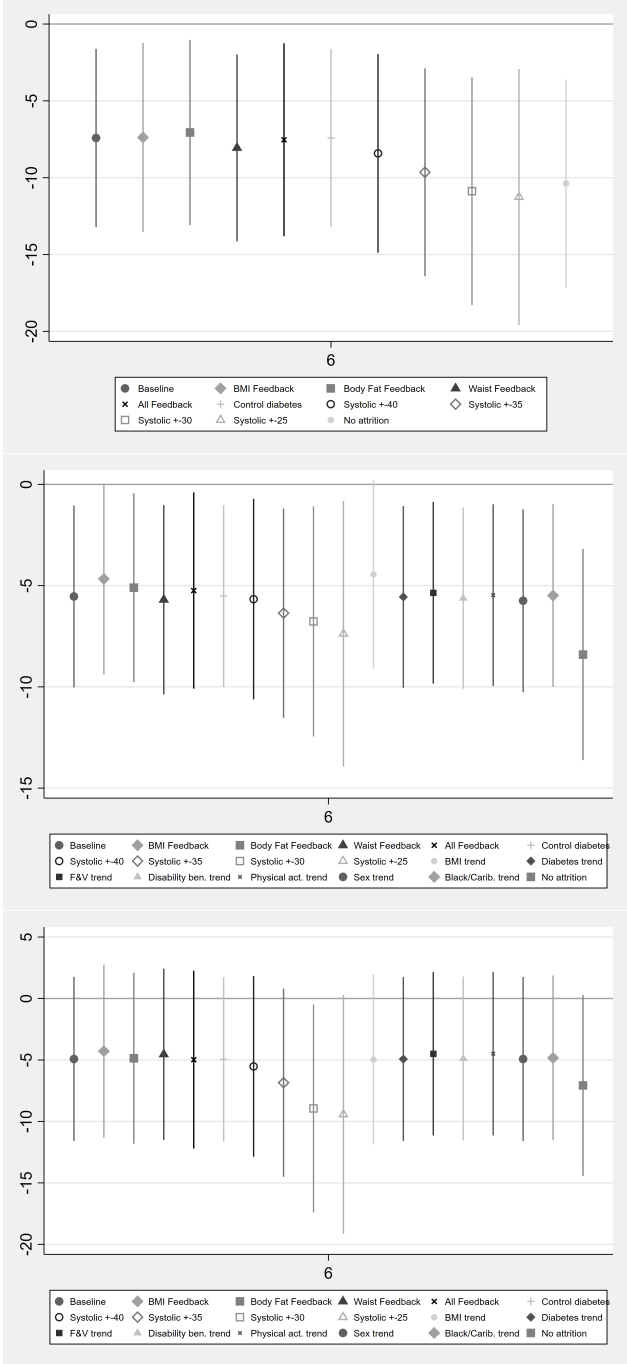 0
-5
-10
-15
-20
6
Baseline BMI Feedback Body Fat Feedback Waist Feedback
All Feedback Control diabetes Systolic +-40 Systolic +-35
Systolic +-30 Systolic +-25 No attrition
0
-5
-10
-15
6
Baseline BMI Feedback Body Fat Feedback Waist Feedback All Feedback Control diabetes
Systolic +-40 Systolic +-35 Systolic +-30 Systolic +-25 BMI trend Diabetes trend
F&V trend Disability ben. trend Physical act. trend Sex trend Black/Carib. trend No attrition
5
0
-5
-10
-15
-20
6
Baseline BMI Feedback Body Fat Feedback Waist Feedback All Feedback Control diabetes
Systolic +-40 Systolic +-35 Systolic +-30 Systolic +-25 BMI trend Diabetes trend
F&V trend Disability ben. trend Physical act. trend Sex trend Black/Carib. trend No attrition